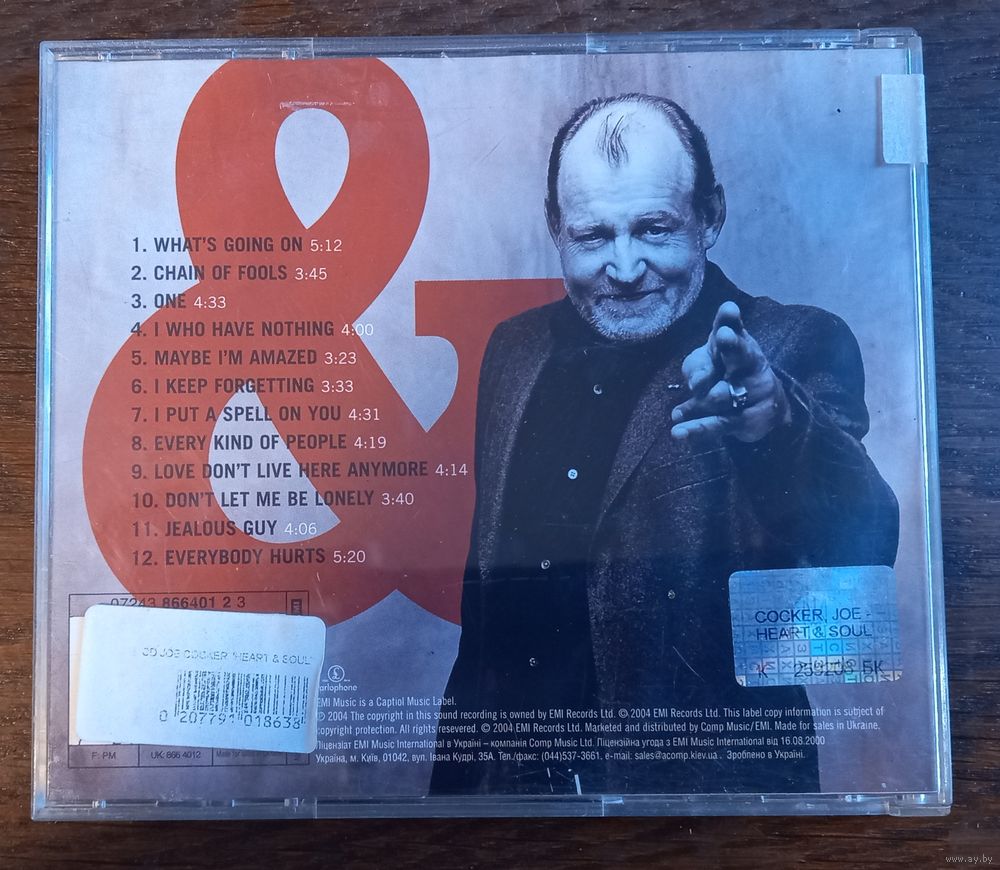 1. WHAT'S GOING ON 5:12
2. CHAIN OF FOOLS 3:45
3. ONE 4:33
4. I WHO HAVE NOTHING 4:00
5. MAYBE I'M AMAZED 3:23
6. I KEEP FORGETTING 3:33
7. I PUT A SPELL ON YOU 4:31
8. EVERY KIND OF PEOPLE 4:19
9. LOVE DON'T LIVE HERE ANYMORE 4:14
10. DON'T LET ME BE LONELY 3:40
11. JEALOUS GUY 4:06
12. EVERYBODY HURTS 5:20
07243 866401 2 3
CD JOE COCKER "HEART & SOUL"
0 207791 018638
F: PM
UK: 866 4012
COCKER, JOE -
HEART & SOUL
К 259208 БК
arlophone
EMI Music is a Captiol Music Label.
℗ 2004 The copyright in this sound recording is owned by EMI Records Ltd. © 2004 EMI Records Ltd. This label copy information is subject of
copyright protection. All rights resevered. © 2004 EMI Records Ltd. Marketed and distributed by Comp Music/EMI. Made for sales in Ukraine.
Ліцензіат EMI Music International в Україні – компанія Comp Music Ltd. Ліцензійна угода з EMI Music International від 16.08.2000
Україна, м. Київ, 01042, вул. Івана Кудрі, 35А. Тел./факс: (044)537-3661. e-mail: sales@acomp.kiev.ua . Зроблено в Україні.
www.ay.by